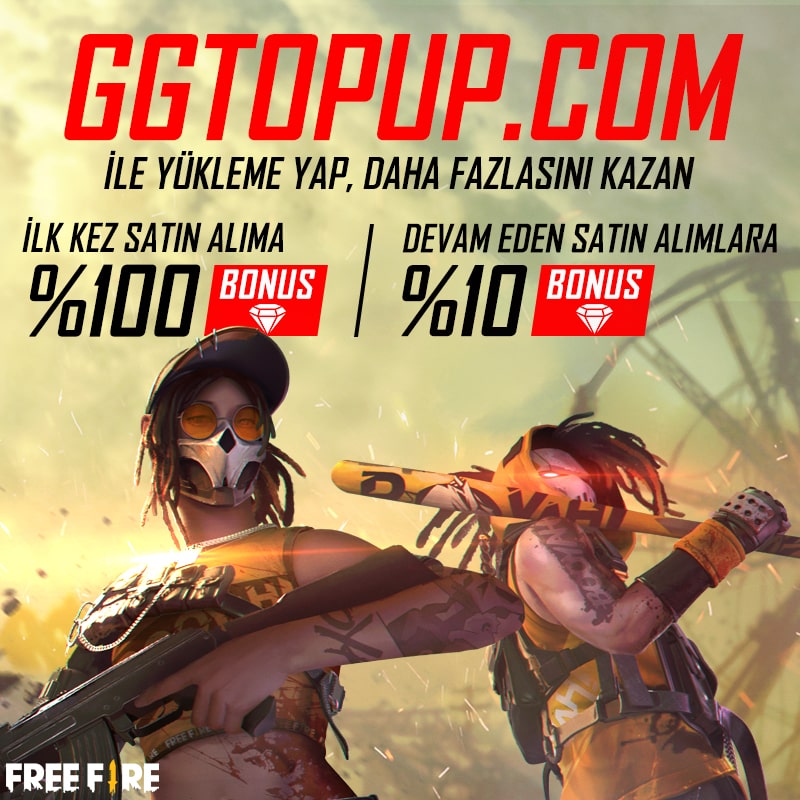 GGTOPUP.COM
İLE YÜKLEME YAP, DAHA FAZLASINI KAZAN
İLK KEZ SATIN ALIMA
%100 BONUS
DEVAM EDEN SATIN ALIMLARA
%10 BONUS
FREE FIRE